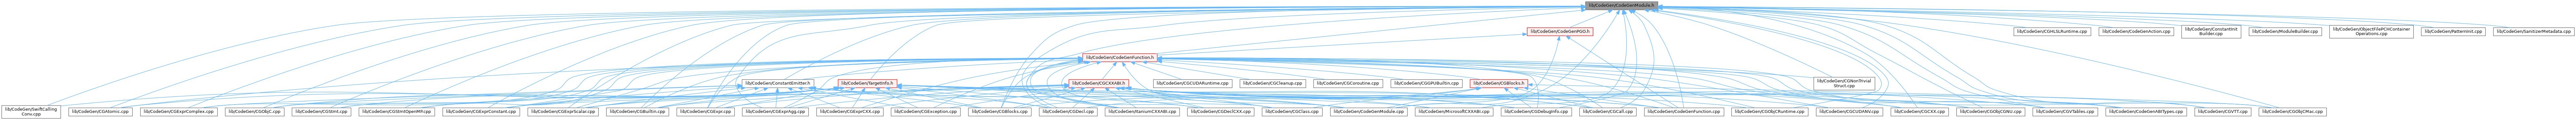 lib/CodeGen/CodeGenModule.h
lib/CodeGen/CodeGenPGO.h
lib/CodeGen/CGHLSLRuntime.cpp
lib/CodeGen/CodeGenAction.cpp
lib/CodeGen/ConstantInit
Builder.cpp
lib/CodeGen/ModuleBuilder.cpp
lib/CodeGen/ObjectFilePCHContainer
Operations.cpp
lib/CodeGen/PatternInit.cpp
lib/CodeGen/SanitizerMetadata.cpp
lib/CodeGen/CodeGenFunction.h
lib/CodeGen/ConstantEmitter.h
lib/CodeGen/TargetInfo.h
lib/CodeGen/CGCXXABI.h
lib/CodeGen/CGCUDARuntime.cpp
lib/CodeGen/CGCleanup.cpp
lib/CodeGen/CGCoroutine.cpp
lib/CodeGen/CGGPUBuiltin.cpp
lib/CodeGen/CGBlocks.h
lib/CodeGen/CGNonTrivial
Struct.cpp
lib/CodeGen/SwiftCalling
Conv.cpp
lib/CodeGen/CGAtomic.cpp
lib/CodeGen/CGExprComplex.cpp
lib/CodeGen/CGObjC.cpp
lib/CodeGen/CGStmt.cpp
lib/CodeGen/CGStmtOpenMP.cpp
lib/CodeGen/CGExprConstant.cpp
lib/CodeGen/CGExprScalar.cpp
lib/CodeGen/CGBuiltin.cpp
lib/CodeGen/CGExpr.cpp
lib/CodeGen/CGExprAgg.cpp
lib/CodeGen/CGExprCXX.cpp
lib/CodeGen/CGException.cpp
lib/CodeGen/CGBlocks.cpp
lib/CodeGen/CGDecl.cpp
lib/CodeGen/ItaniumCXXABI.cpp
lib/CodeGen/CGDeclCXX.cpp
lib/CodeGen/CGClass.cpp
lib/CodeGen/CodeGenModule.cpp
lib/CodeGen/MicrosoftCXXABI.cpp
lib/CodeGen/CGDebugInfo.cpp
lib/CodeGen/CGCall.cpp
lib/CodeGen/CodeGenFunction.cpp
lib/CodeGen/CGObjCRuntime.cpp
lib/CodeGen/CGCUDANV.cpp
lib/CodeGen/CGCXX.cpp
lib/CodeGen/CGObjCGNU.cpp
lib/CodeGen/CGVTables.cpp
lib/CodeGen/CodeGenABITypes.cpp
lib/CodeGen/CGVTT.cpp
lib/CodeGen/CGObjCMac.cpp